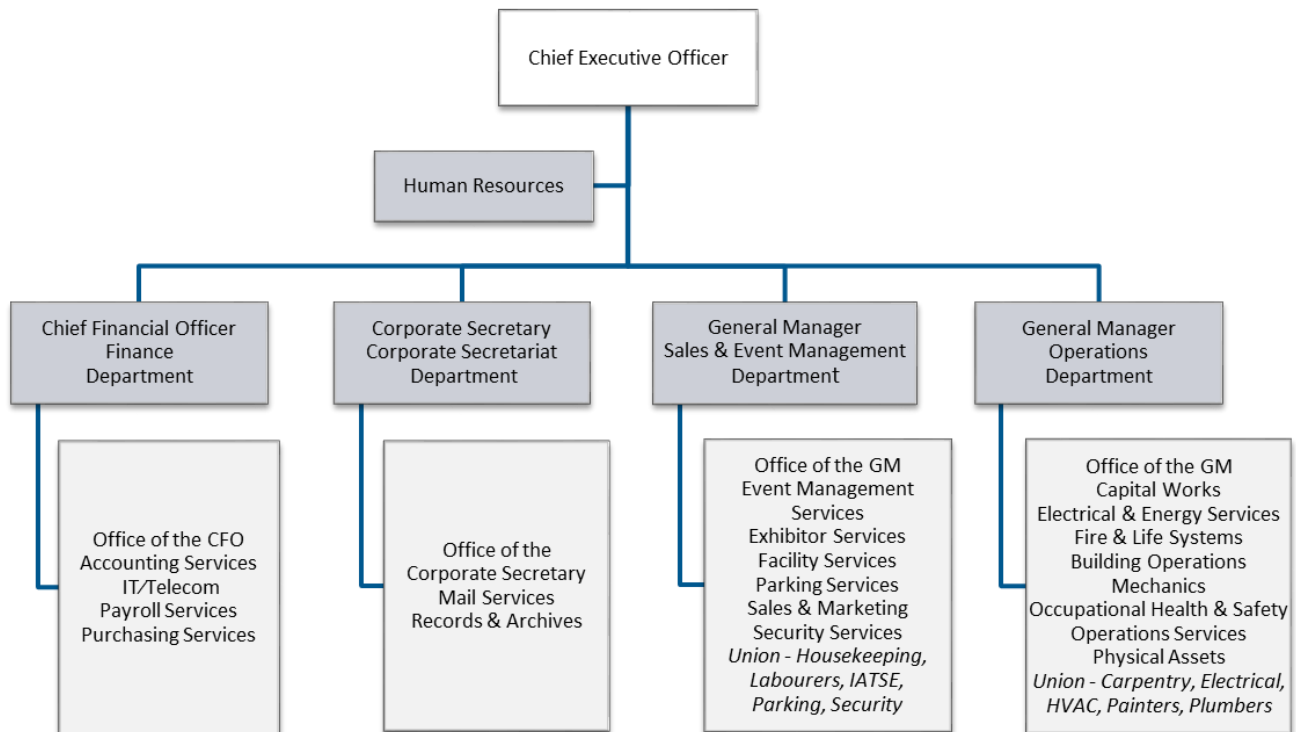 Chief Executive Officer
Human Resources
Chief Financial Officer
Finance
Department
Corporate Secretary
Corporate Secretariat
Department
General Manager
Sales & Event Management
Department
General Manager
Operations
Department
Office of the CFO
Accounting Services
IT/Telecom
Payroll Services
Purchasing Services
Office of the
Corporate Secretary
Mail Services
Records & Archives
Office of the GM
Event Management
Services
Exhibitor Services
Facility Services
Parking Services
Sales & Marketing
Security Services
Union - Housekeeping,
Labourers, IATSE,
Parking, Security
Office of the GM
Capital Works
Electrical & Energy Services
Fire & Life Systems
Building Operations
Mechanics
Occupational Health & Safety
Operations Services
Physical Assets
Union - Carpentry, Electrical,
HVAC, Painters, Plumbers